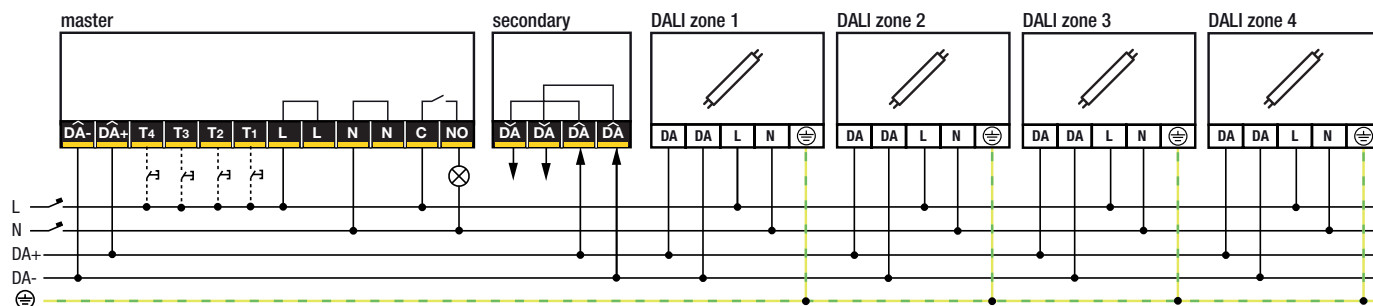 master
secondary
DALI zone 1
DALI zone 2
DALI zone 3
DALI zone 4
DA- DA+ T4 T3 T2 T1 L L N N C NO
DA DA DA DA
DA DA L N
DA DA L N
DA DA L N
DA DA L N
L
N
DA+
DA-